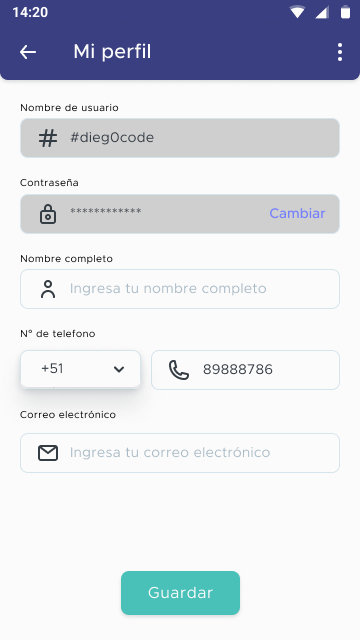 14:20
Mi perfil
Nombre de usuario
#dieg0code
Contraseña
************
Cambiar
Nombre completo
Ingresa tu nombre completo
N° de telefono
+51
89888786
Correo electrónico
Ingresa tu correo electrónico
Guardar